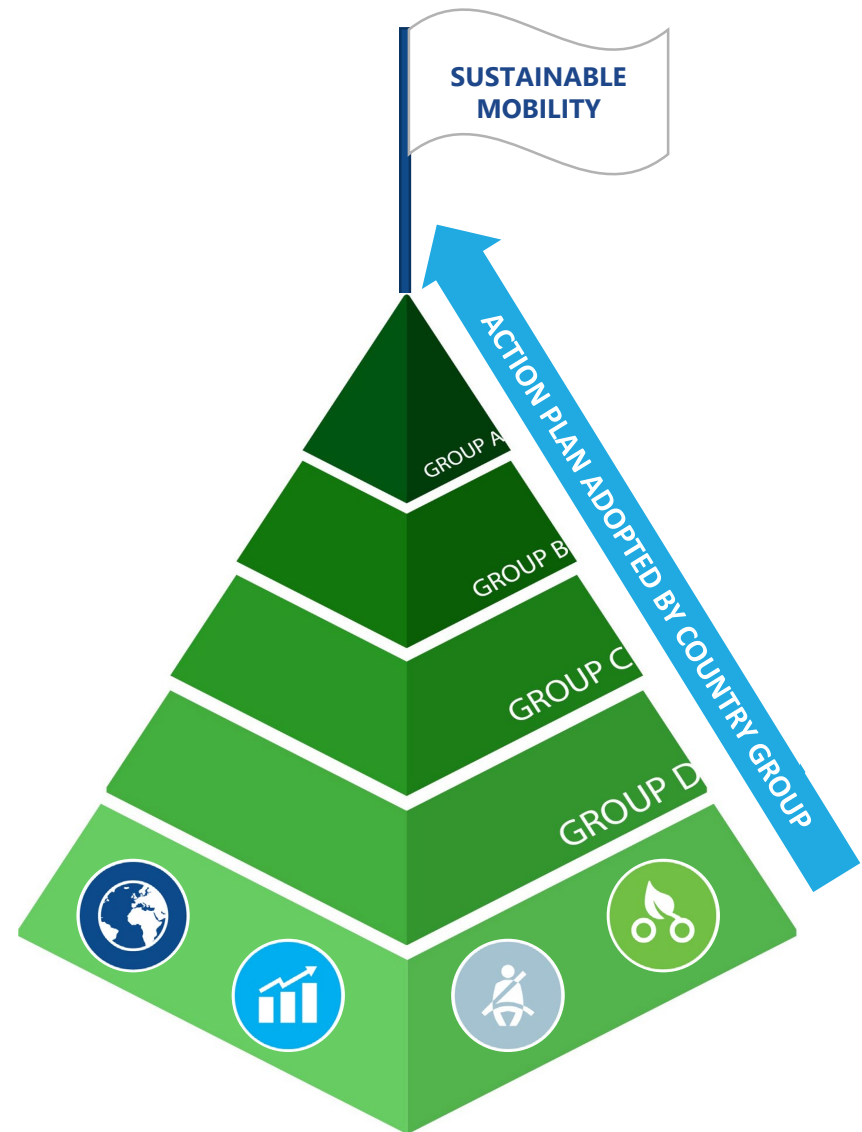 SUSTAINABLE
MOBILITY
ACTION PLAN ADOPTED BY COUNTRY GROUP
GROUP A
GROUP B
GROUP C
GROUP D